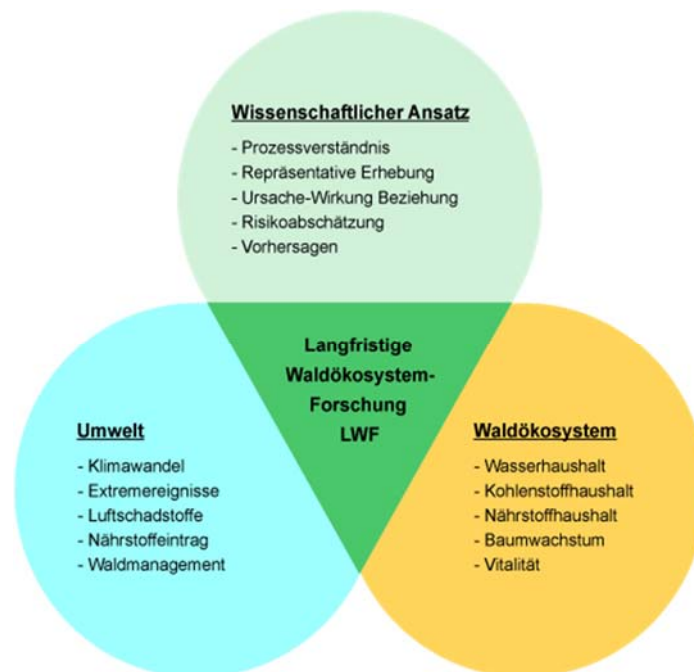 Wissenschaftlicher Ansatz
- Prozessverständnis
- Repräsentative Erhebung
- Ursache-Wirkung Beziehung
- Risikoabschätzung
- Vorhersagen
Langfristige
Waldökosystem-
Forschung
LWF
Umwelt
- Klimawandel
- Extremereignisse
- Luftschadstoffe
- Nährstoffeintrag
- Waldmanagement
Waldökosystem
- Wasserhaushalt
- Kohlenstoffhaushalt
- Nährstoffhaushalt
- Baumwachstum
- Vitalität